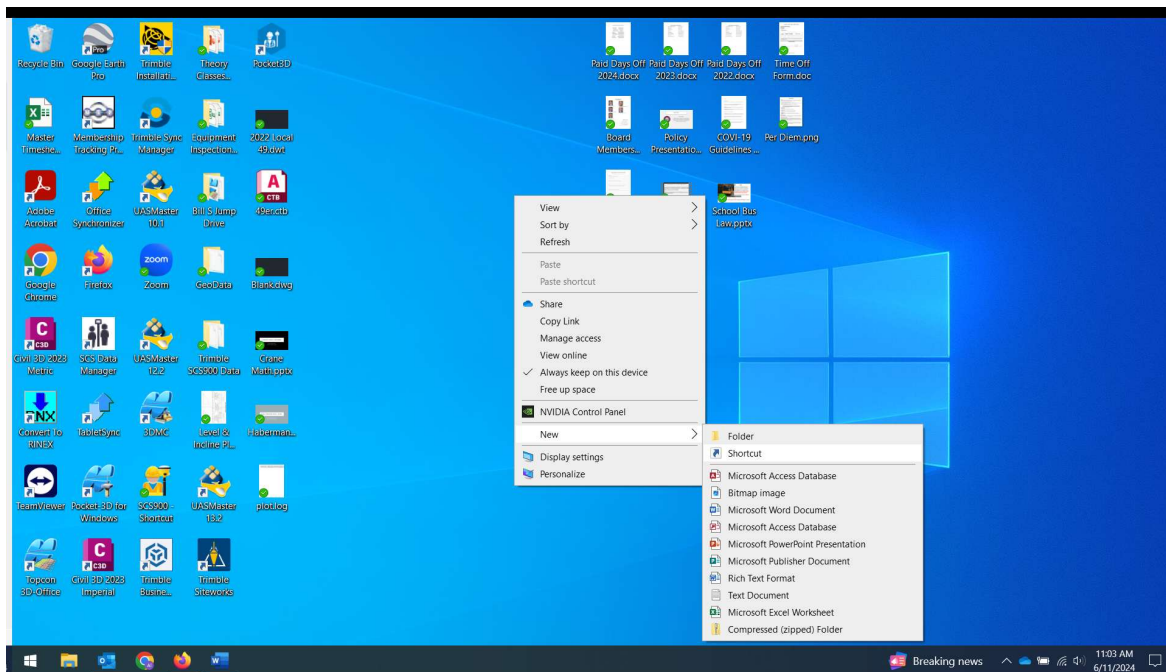 Recycle Bin
Google Earth
Pro
Trimble
Installati...
Theory
Classes...
Pocket3D
Paid Days Off
2024.docx
Paid Days Off
2023.docx
Paid Days Off
2022.docx
Time Off
Form.doc
Master
Timeshe...
Membership
Tracking Pr...
Trimble Sync
Manager
Equipment
Inspection...
2022 Local
49.dwt
Board
Members...
Policy
Presentatio...
COVI-19
Guidelines ...
Per Diem.png
Adobe
Acrobat
Office
Synchronizer
UASMaster
10.1
Bill S Jump
Drive
49er.ctb
School Bus
Law.pptx
Google
Chrome
Firefox
zoom
Zoom
GeoData
Blank.dwg
Civil 3D 2023
Metric
SCS Data
Manager
UASMaster
12.2
Trimble
SCS900 Data
Crane
Math.pptx
Convert To
RINEX
TabletSync
3DMC
Level &
Incline Pl...
Haberman...
TeamViewer
Pocket-3D for
Windows
SCS900 -
Shortcut
UASMaster
13.2
plot.log
Topcon
3D-Office
Civil 3D 2023
Imperial
Trimble
Busine...
Trimble
Siteworks
View
Sort by
Refresh
Paste
Paste shortcut
Share
Copy Link
Manage access
View online
Always keep on this device
Free up space
NVIDIA Control Panel
New
Display settings
Personalize
Folder
Shortcut
Microsoft Access Database
Bitmap image
Microsoft Word Document
Microsoft Access Database
Microsoft PowerPoint Presentation
Microsoft Publisher Document
Rich Text Format
Text Document
Microsoft Excel Worksheet
Compressed (zipped) Folder
Breaking news
11:03 AM
6/11/2024